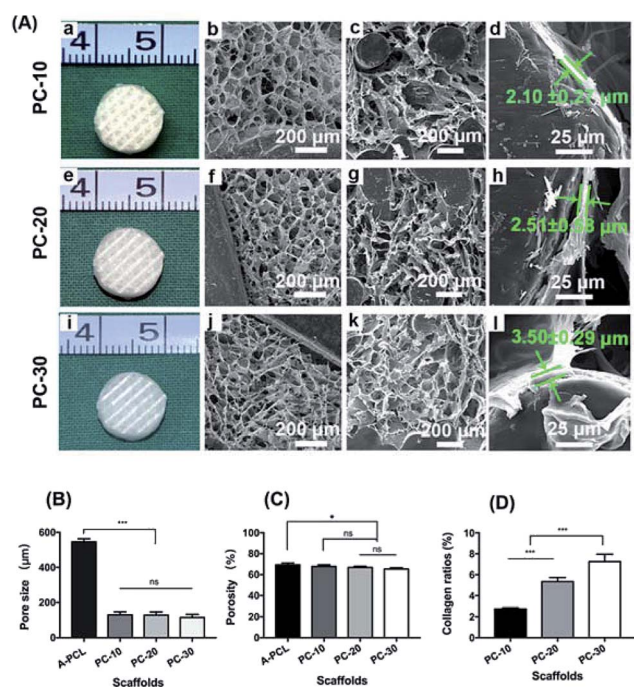 (A)
PC-10
a
4 5
b
200 µm
c
200 µm
d
2.10 ±0.27 µm
25 µm
PC-20
e
4 5
f
200 µm
g
200 µm
h
µm
25 µm
PC-30
i
4 5
j
200 µm
k
200 µm
l
3.50±0.29 µm
25 µm
(B)
Pore size (µm)
600
400
200
0
***
ns
A-PCL PC-10 PC-20 PC-30
Scaffolds
(C)
Porosity (%)
100
80
60
40
20
0
*
ns
ns
A-PCL PC-10 PC-20 PC-30
Scaffolds
(D)
Collagen ratios (%)
10
8
6
4
2
0
***
***
PC-10 PC-20 PC-30
Scaffolds